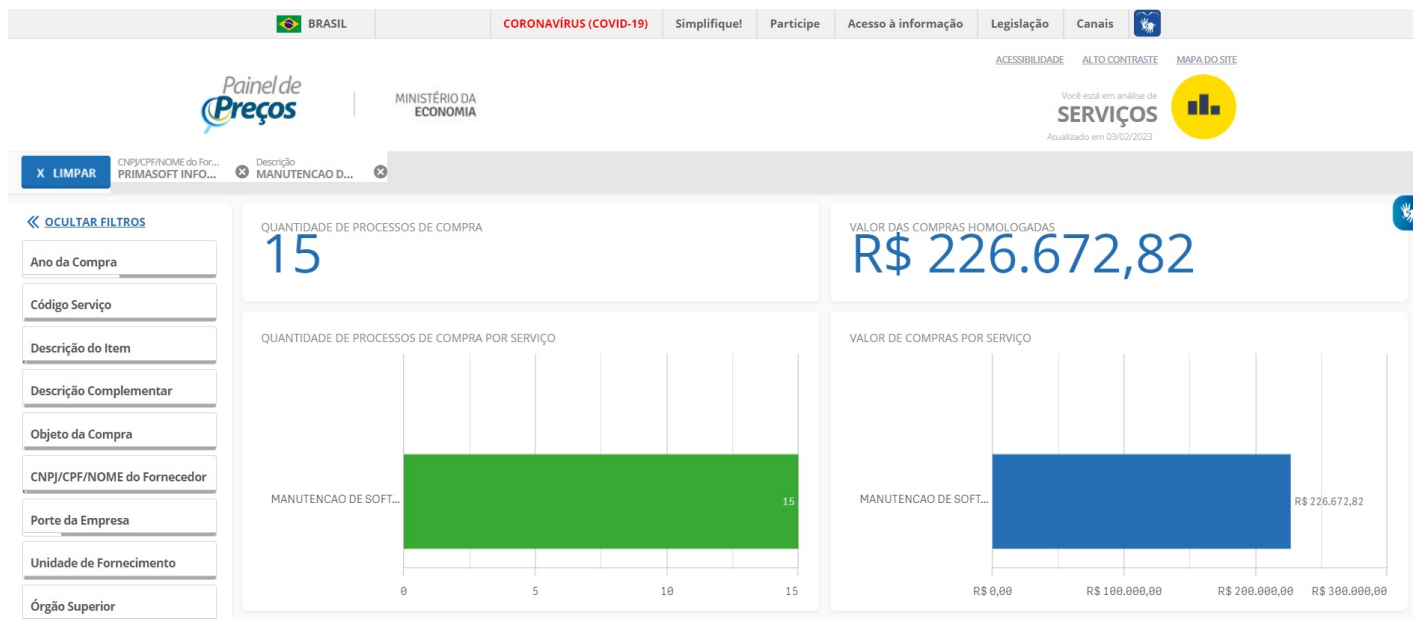 BRASIL CORONAVÍRUS (COVID-19) Simplifique! Participe Acesso à informação Legislação Canais
ACESSIBILIDADE ALTO CONTRASTE MAPA DO SITE
Painel de
Preços
MINISTÉRIO DA
ECONOMIA
Você está em análise de
SERVIÇOS
Atualizado em 03/02/2023
X LIMPAR
CNPJ/CPF/NOME do For...
PRIMASOFT INFO...
Descrição
MANUTENCAO D...
OCULTAR FILTROS
Ano da Compra
Código Serviço
Descrição do Item
Descrição Complementar
Objeto da Compra
CNPJ/CPF/NOME do Fornecedor
Porte da Empresa
Unidade de Fornecimento
Órgão Superior
QUANTIDADE DE PROCESSOS DE COMPRA
15
VALOR DAS COMPRAS HOMOLOGADAS
R$ 226.672,82
QUANTIDADE DE PROCESSOS DE COMPRA POR SERVIÇO
MANUTENCAO DE SOFT...
15
0 5 10 15
VALOR DE COMPRAS POR SERVIÇO
MANUTENCAO DE SOFT...
R$ 226.672,82
R$ 0,00 R$ 100.000,00 R$ 200.000,00 R$ 300.000,00